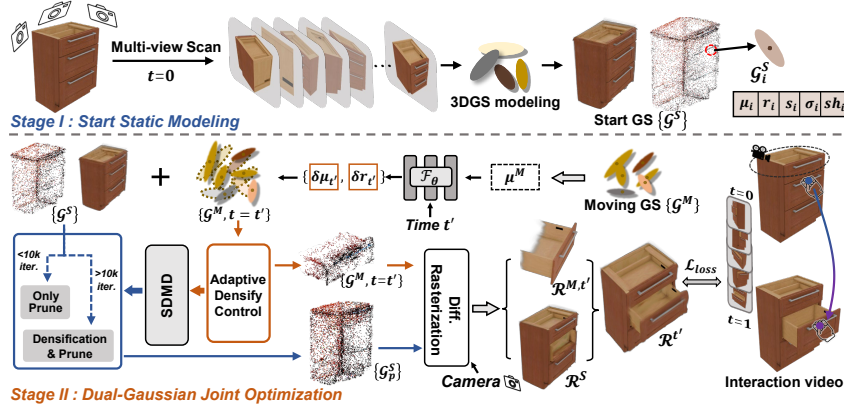 Multi-view Scan
t=0
...
3DGS modeling
Start GS {𝒢^S}
𝒢_i^S
μ_i r_i s_i σ_i sh_i
Stage I : Start Static Modeling
{𝒢^S}
+
{𝒢^M, t = t'}
{ δμ_t', δr_t' }
ℱ_θ
Time t'
μ^M
Moving GS {𝒢^M}
t=0
t=1
<10k iter.
>10k iter.
Only Prune
Densification & Prune
SDMD
Adaptive Densify Control
{𝒢^M, t=t'}
{𝒢_p^S}
Diff. Rasterization
Camera
ℛ^{M,t'}
ℛ^S
ℛ^{t'}
ℒ_loss
Interaction video
Stage II : Dual-Gaussian Joint Optimization